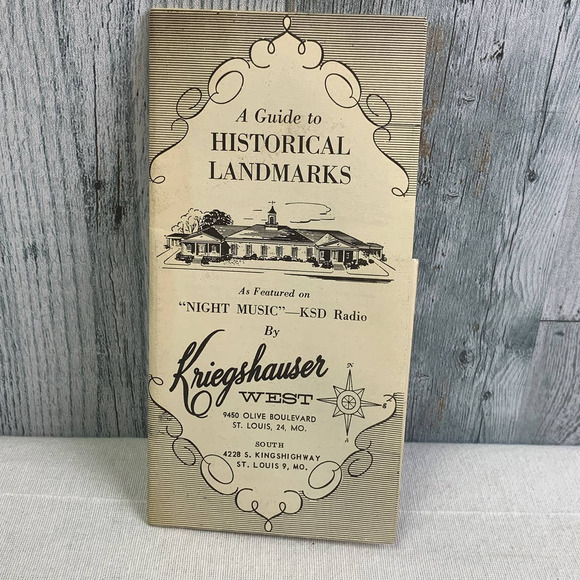 A Guide to
HISTORICAL
LANDMARKS
As Featured on
"NIGHT MUSIC"—KSD Radio
By
Kriegshauser
WEST
9450 OLIVE BOULEVARD
ST. LOUIS, 24, MO.
SOUTH
4228 S. KINGSHIGHWAY
ST. LOUIS 9, MO.